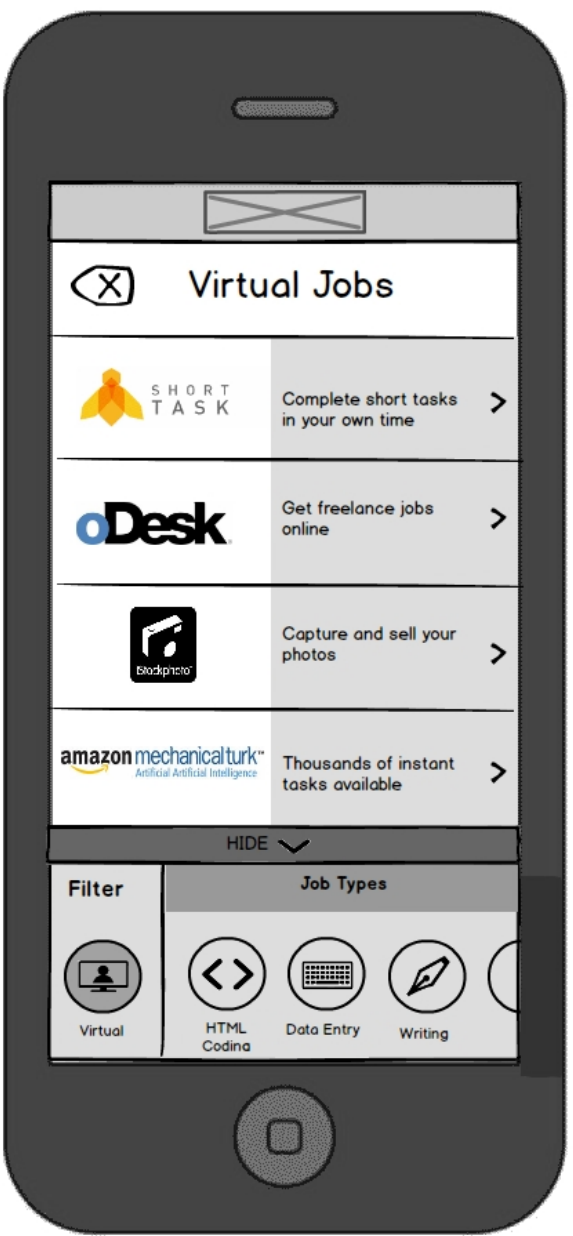 Virtual Jobs
SHORT
TASK
Complete short tasks
in your own time
oDesk
Get freelance jobs
online
iStockphoto™
Capture and sell your
photos
amazon mechanicalturk™
Artificial Artificial Intelligence
Thousands of instant
tasks available
HIDE
Filter
Job Types
Virtual
HTML
Coding
Data Entry
Writing